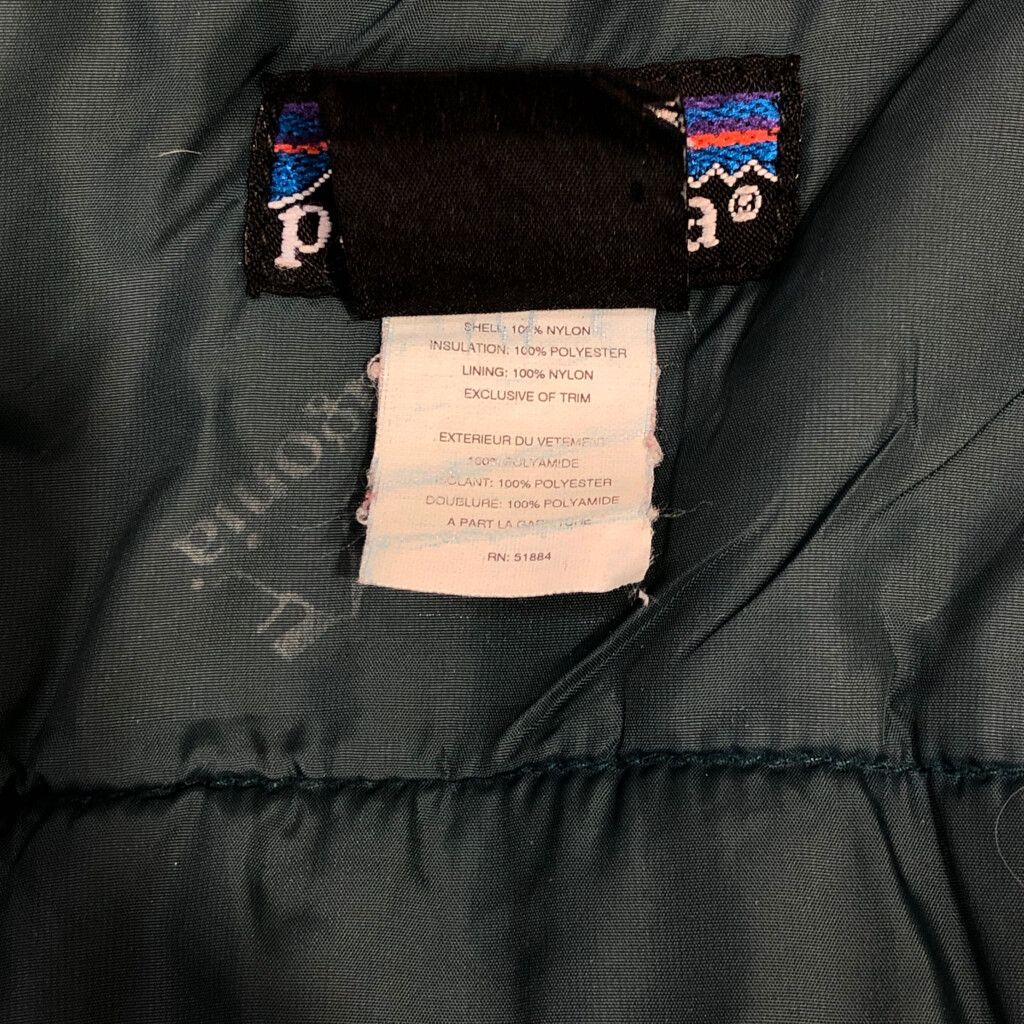 p a®
SHELL: 100% NYLON
INSULATION: 100% POLYESTER
LINING: 100% NYLON
EXCLUSIVE OF TRIM
EXTERIEUR DU VETEMENT
100% POLYAMIDE
ISOLANT: 100% POLYESTER
DOUBLURE: 100% POLYAMIDE
A PART LA GARNITURE
RN: 51884